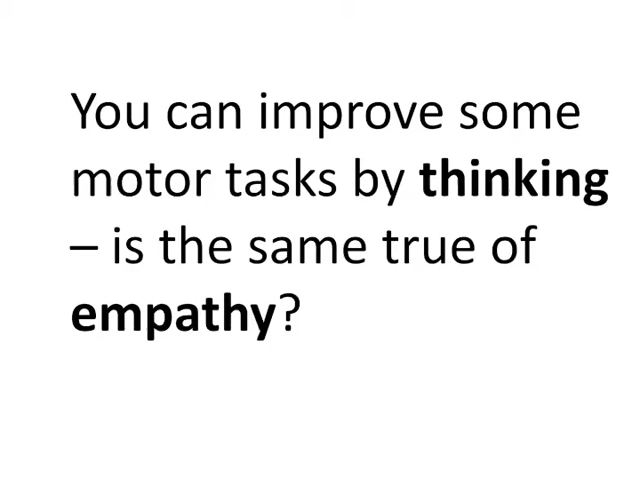 You can improve some
motor tasks by thinking
– is the same true of
empathy?